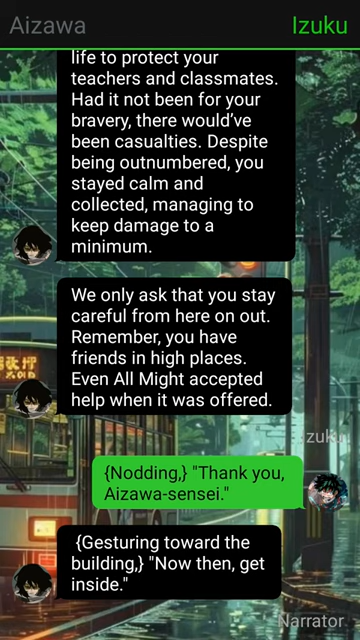 Aizawa
Izuku
life to protect your
teachers and classmates.
Had it not been for your
bravery, there would've
been casualties. Despite
being outnumbered, you
stayed calm and
collected, managing to
keep damage to a
minimum.
We only ask that you stay
careful from here on out.
Remember, you have
friends in high places.
Even All Might accepted
help when it was offered.
Izuku
{Nodding,} "Thank you,
Aizawa-sensei."
{Gesturing toward the
building,} "Now then, get
inside."
Narrator